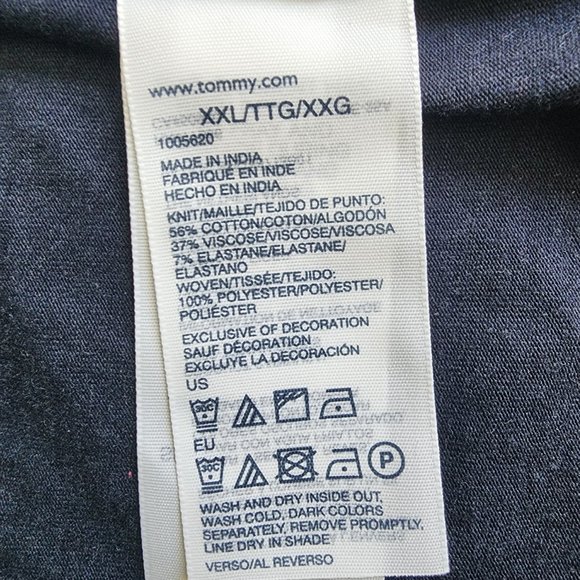 www.tommy.com
XXL/TTG/XXG
1005620
MADE IN INDIA
FABRIQUÉ EN INDE
HECHO EN INDIA
KNIT/MAILLE/TEJIDO DE PUNTO:
56% COTTON/COTON/ALGODÓN
37% VISCOSE/VISCOSE/VISCOSA
7% ELASTANE/ELASTANE/
ELASTANO
WOVEN/TISSÉE/TEJIDO:
100% POLYESTER/POLYESTER/
POLIÉSTER
EXCLUSIVE OF DECORATION
SAUF DÉCORATION
EXCLUYE LA DECORACIÓN
US
30C
EU
30C P
WASH AND DRY INSIDE OUT,
WASH COLD, DARK COLORS
SEPARATELY, REMOVE PROMPTLY,
LINE DRY IN SHADE
VERSO/AL REVERSO